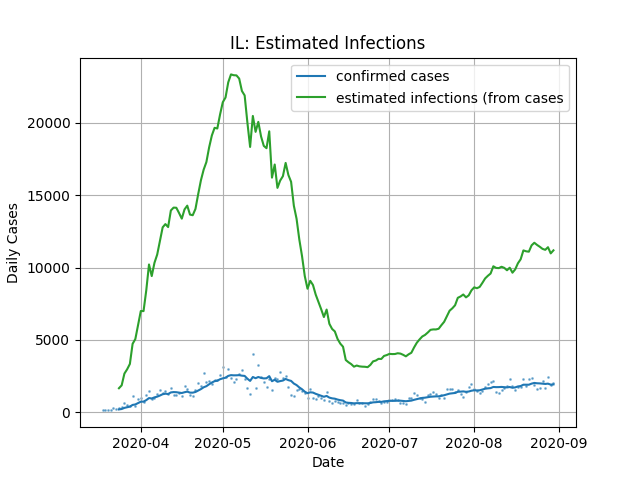 IL: Estimated Infections
confirmed cases
estimated infections (from cases
Daily Cases
20000
15000
10000
5000
0
2020-04 2020-05 2020-06 2020-07 2020-08 2020-09
Date